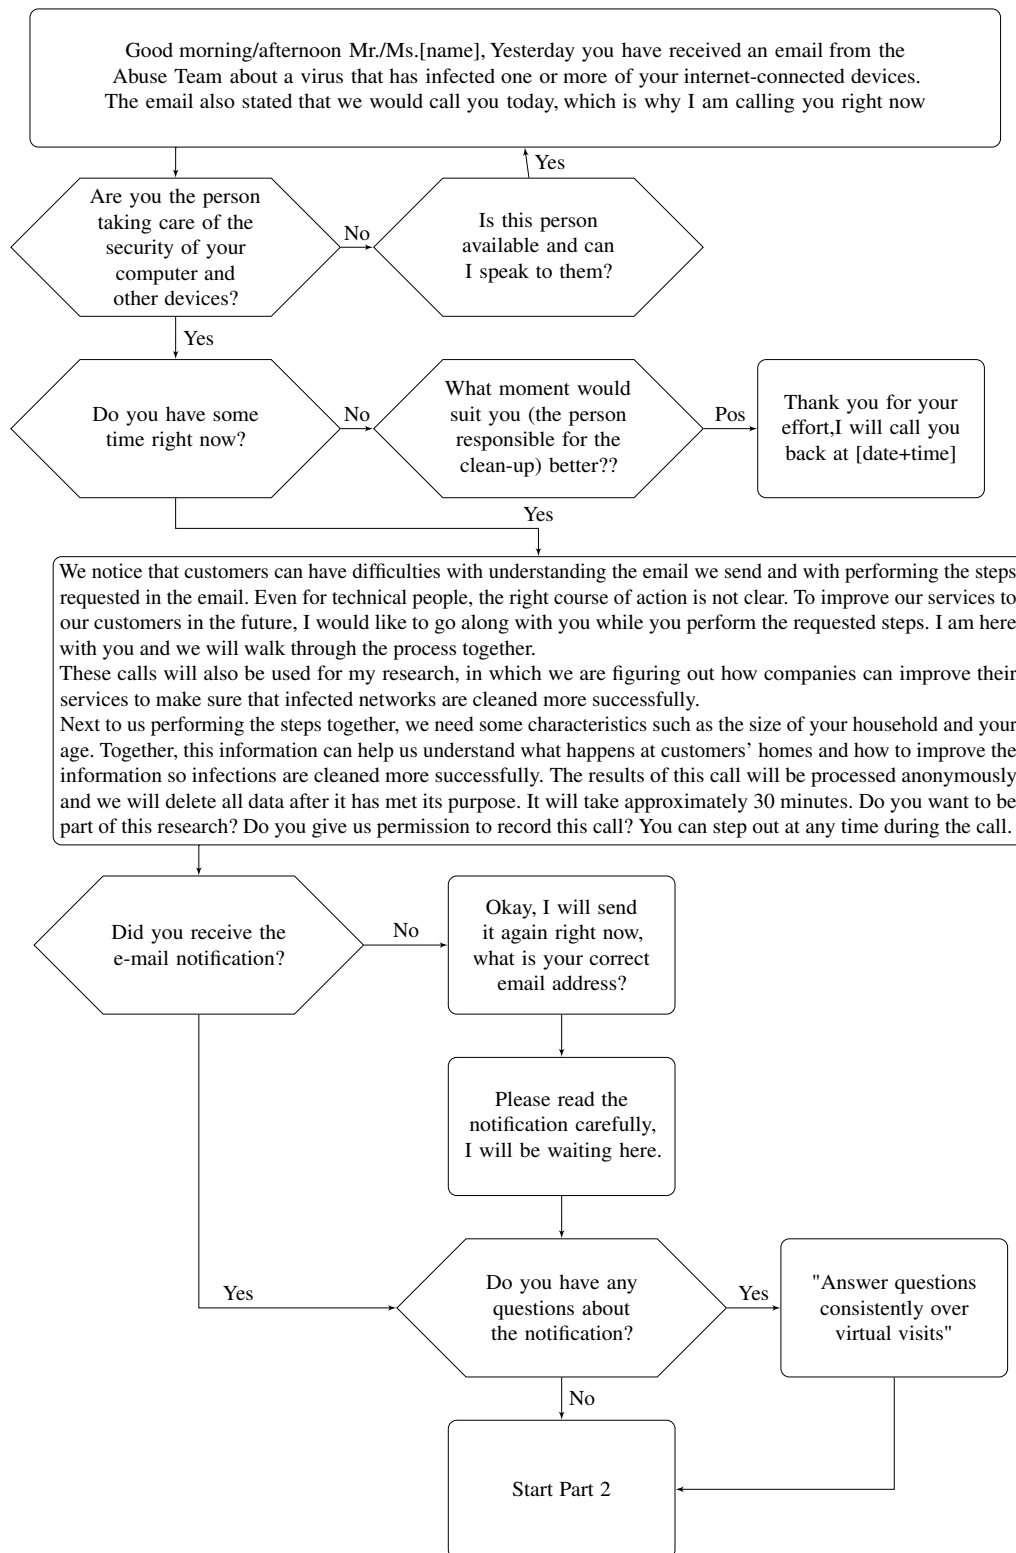 Good morning/afternoon Mr./Ms.[name], Yesterday you have received an email from the
Abuse Team about a virus that has infected one or more of your internet-connected devices.
The email also stated that we would call you today, which is why I am calling you right now
Yes
Are you the person
taking care of the
security of your
computer and
other devices?
No
Is this person
available and can
I speak to them?
Yes
Do you have some
time right now?
No
What moment would
suit you (the person
responsible for the
clean-up) better??
Pos
Thank you for your
effort,I will call you
back at [date+time]
Yes
We notice that customers can have difficulties with understanding the email we send and with performing the steps
requested in the email. Even for technical people, the right course of action is not clear. To improve our services to
our customers in the future, I would like to go along with you while you perform the requested steps. I am here
with you and we will walk through the process together.
These calls will also be used for my research, in which we are figuring out how companies can improve their
services to make sure that infected networks are cleaned more successfully.
Next to us performing the steps together, we need some characteristics such as the size of your household and your
age. Together, this information can help us understand what happens at customers' homes and how to improve the
information so infections are cleaned more successfully. The results of this call will be processed anonymously
and we will delete all data after it has met its purpose. It will take approximately 30 minutes. Do you want to be
part of this research? Do you give us permission to record this call? You can step out at any time during the call.
Did you receive the
e-mail notification?
No
Okay, I will send
it again right now,
what is your correct
email address?
Please read the
notification carefully,
I will be waiting here.
Yes
Do you have any
questions about
the notification?
Yes
"Answer questions
consistently over
virtual visits"
No
Start Part 2